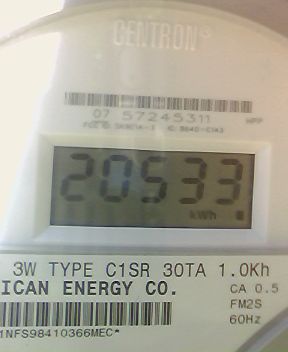 CENTRON®
07 57245311 WPP
20533
kWh
3W TYPE C1SR 30TA 1.0Kh
ICAN ENERGY CO. CA 0.5
FM2S
1NFS98410366MEC* 60Hz